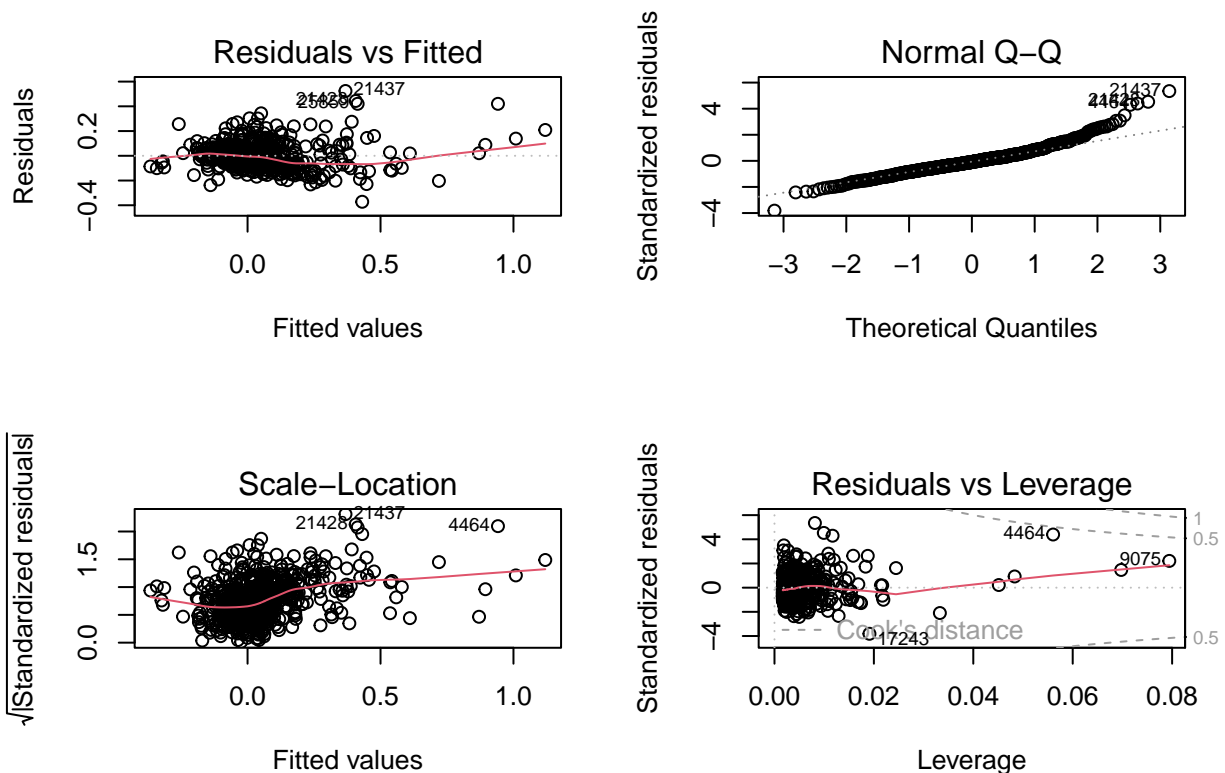 Residuals vs Fitted
Residuals
0.2
−0.4
21437
21428
0.0 0.5 1.0
Fitted values
Normal Q−Q
Standardized residuals
4
0
−4
21437
−3 −2 −1 0 1 2 3
Theoretical Quantiles
Scale−Location
√|Standardized residuals|
1.5
0.0
21437
21428
4464
0.0 0.5 1.0
Fitted values
Residuals vs Leverage
Standardized residuals
4
0
−4
4464
9075
17243
Cook's distance
1
0.5
0.5
0.00 0.02 0.04 0.06 0.08
Leverage